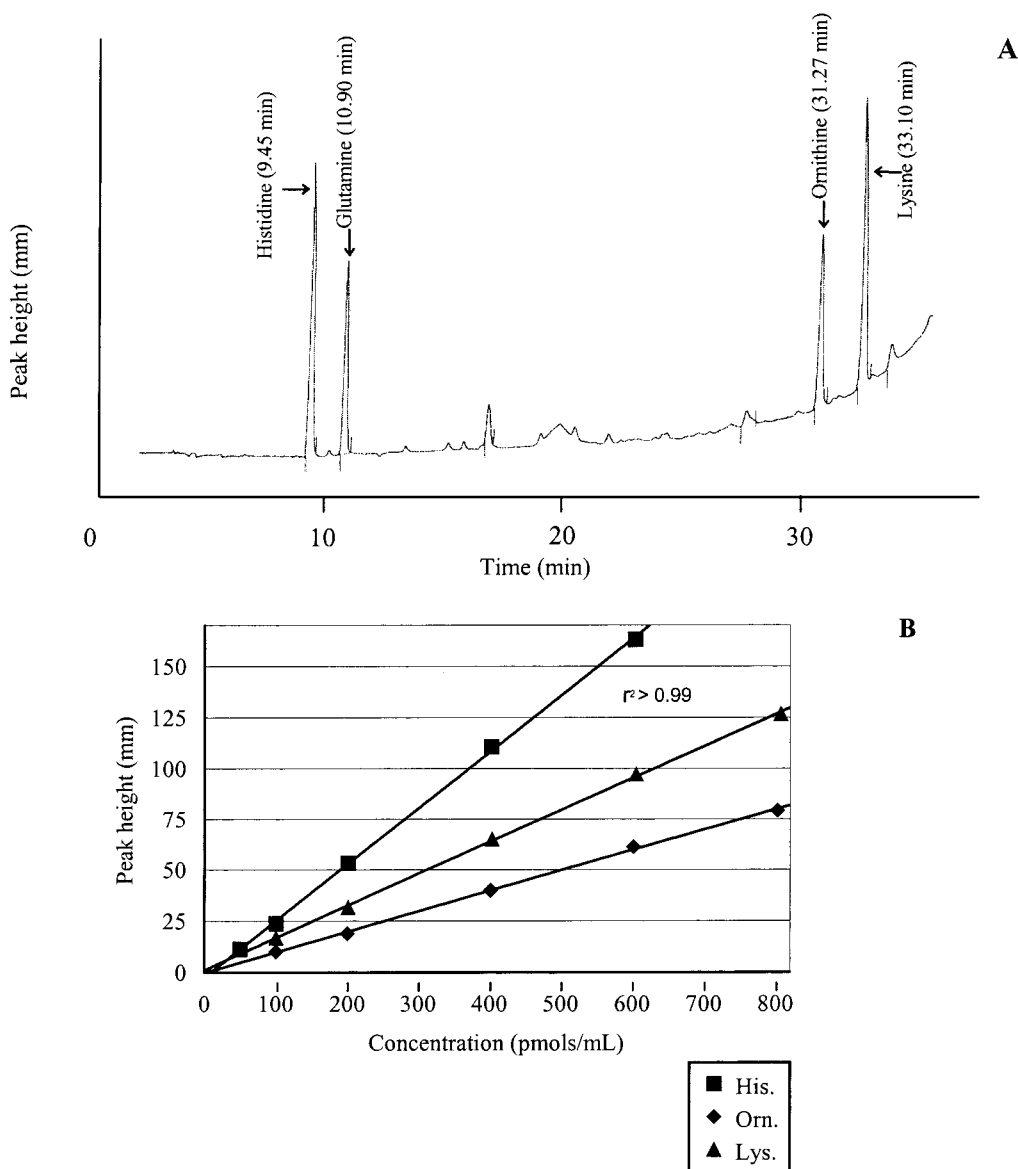 A
Peak height (mm)
Histidine (9.45 min)
Glutamine (10.90 min)
Ornithine (31.27 min)
Lysine (33.10 min)
0
10
20
30
Time (min)
B
Peak height (mm)
150
125
100
75
50
25
0
r² > 0.99
0 100 200 300 400 500 600 700 800
Concentration (pmols/mL)
His.
Orn.
Lys.